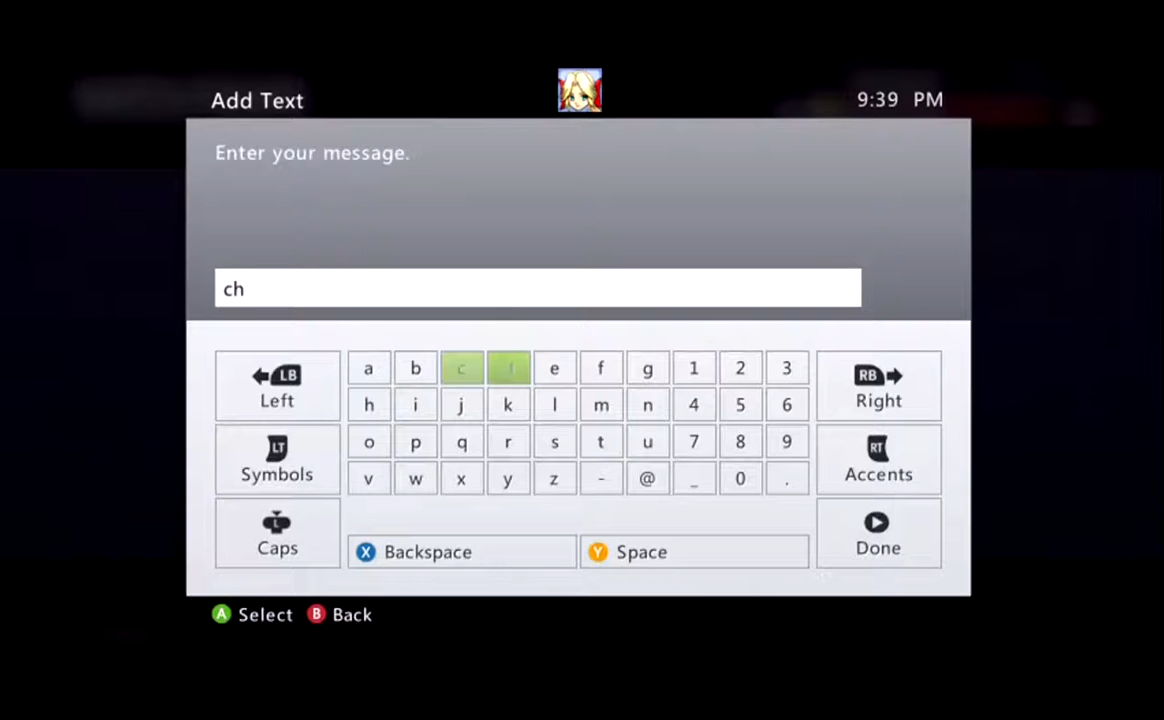 Add Text
9:39 PM
Enter your message.
ch
LB
Left
a b c d e f g 1 2 3
RB
Right
h i j k l m n 4 5 6
LT
Symbols
o p q r s t u 7 8 9
RT
Accents
v w x y z - @ _ 0 .
L
Caps
X Backspace
Y Space
Done
A Select B Back